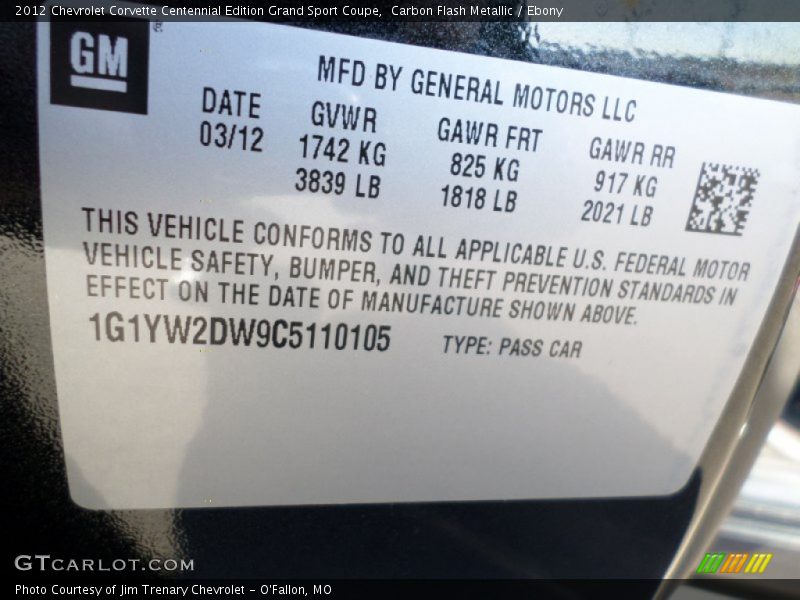 2012 Chevrolet Corvette Centennial Edition Grand Sport Coupe,  Carbon Flash Metallic / Ebony
GM
MFD BY GENERAL MOTORS LLC
DATE GVWR GAWR FRT GAWR RR
03/12 1742 KG 825 KG 917 KG
3839 LB 1818 LB 2021 LB
THIS VEHICLE CONFORMS TO ALL APPLICABLE U.S. FEDERAL MOTOR
VEHICLE SAFETY, BUMPER, AND THEFT PREVENTION STANDARDS IN
EFFECT ON THE DATE OF MANUFACTURE SHOWN ABOVE.
1G1YW2DW9C5110105 TYPE: PASS CAR
GTCARLOT.COM
Photo Courtesy of Jim Trenary Chevrolet - O'Fallon, MO